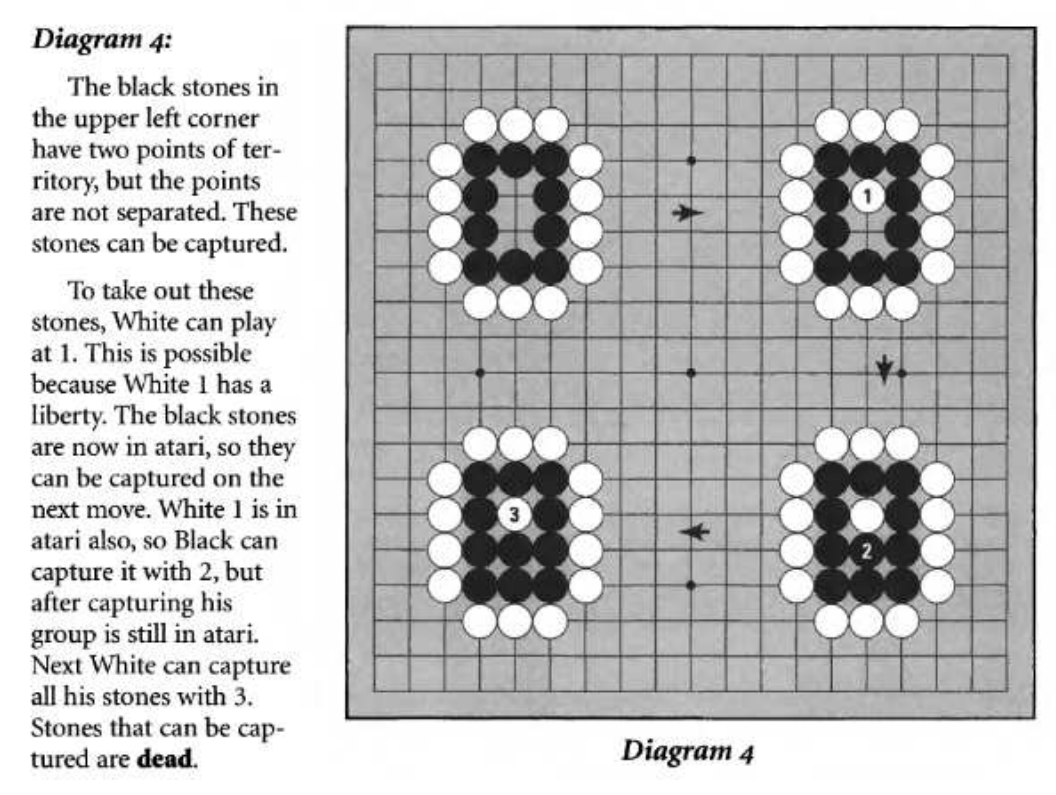 Diagram 4:
The black stones in
the upper left corner
have two points of ter-
ritory, but the points
are not separated. These
stones can be captured.
To take out these
stones, White can play
at 1. This is possible
because White 1 has a
liberty. The black stones
are now in atari, so they
can be captured on the
next move. White 1 is in
atari also, so Black can
capture it with 2, but
after capturing his
group is still in atari.
Next White can capture
all his stones with 3.
Stones that can be cap-
tured are dead.
1
3
2
Diagram 4